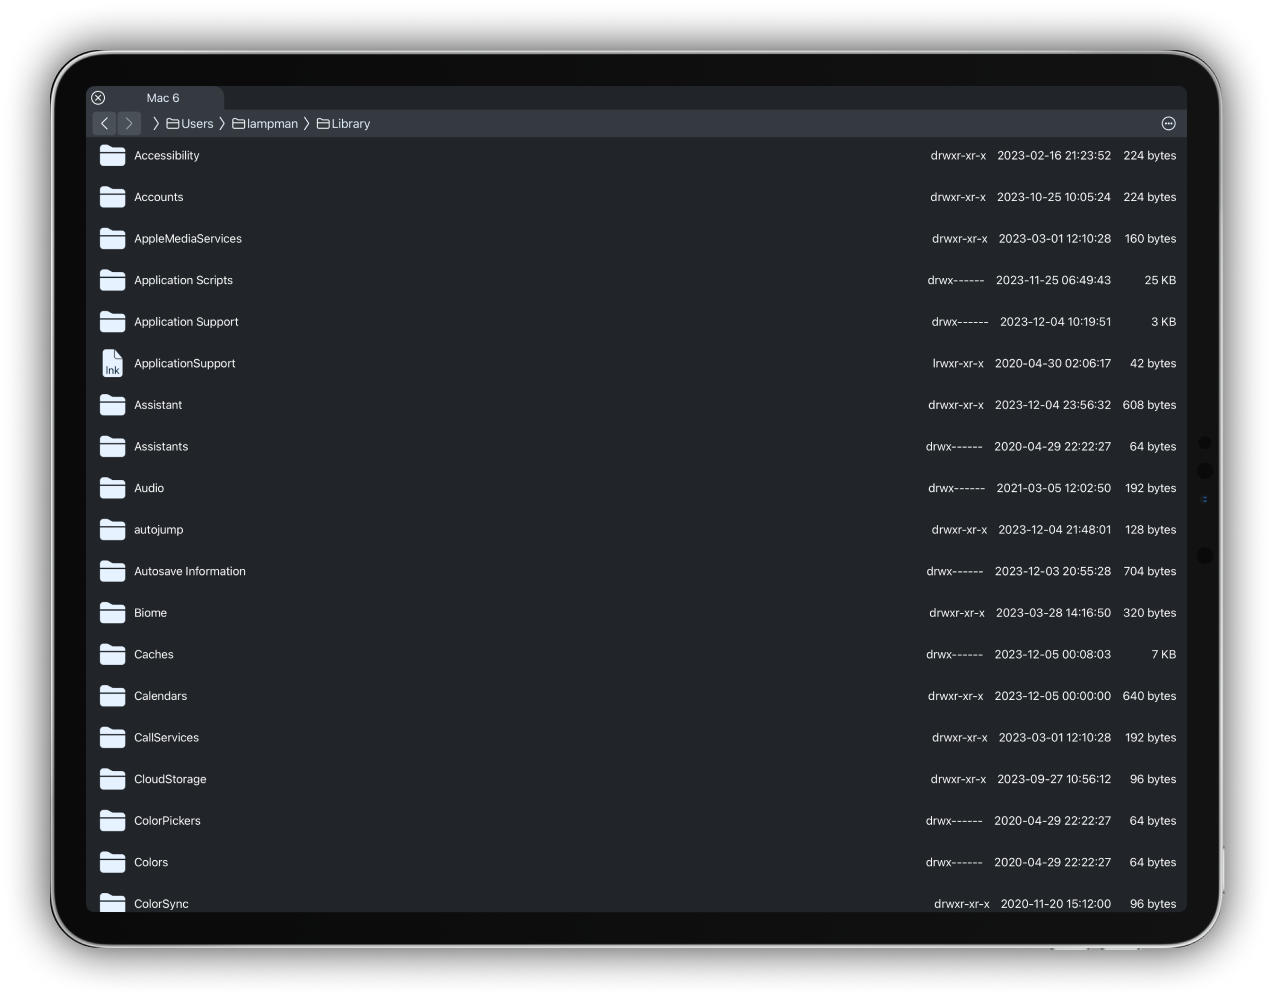 Mac 6
Users lampman Library
Accessibility drwxr-xr-x 2023-02-16 21:23:52 224 bytes
Accounts drwxr-xr-x 2023-10-25 10:05:24 224 bytes
AppleMediaServices drwxr-xr-x 2023-03-01 12:10:28 160 bytes
Application Scripts drwx------ 2023-11-25 06:49:43 25 KB
Application Support drwx------ 2023-12-04 10:19:51 3 KB
lnk ApplicationSupport lrwxr-xr-x 2020-04-30 02:06:17 42 bytes
Assistant drwxr-xr-x 2023-12-04 23:56:32 608 bytes
Assistants drwx------ 2020-04-29 22:22:27 64 bytes
Audio drwx------ 2021-03-05 12:02:50 192 bytes
autojump drwxr-xr-x 2023-12-04 21:48:01 128 bytes
Autosave Information drwx------ 2023-12-03 20:55:28 704 bytes
Biome drwxr-xr-x 2023-03-28 14:16:50 320 bytes
Caches drwx------ 2023-12-05 00:08:03 7 KB
Calendars drwxr-xr-x 2023-12-05 00:00:00 640 bytes
CallServices drwxr-xr-x 2023-03-01 12:10:28 192 bytes
CloudStorage drwxr-xr-x 2023-09-27 10:56:12 96 bytes
ColorPickers drwx------ 2020-04-29 22:22:27 64 bytes
Colors drwx------ 2020-04-29 22:22:27 64 bytes
ColorSync drwxr-xr-x 2020-11-20 15:12:00 96 bytes